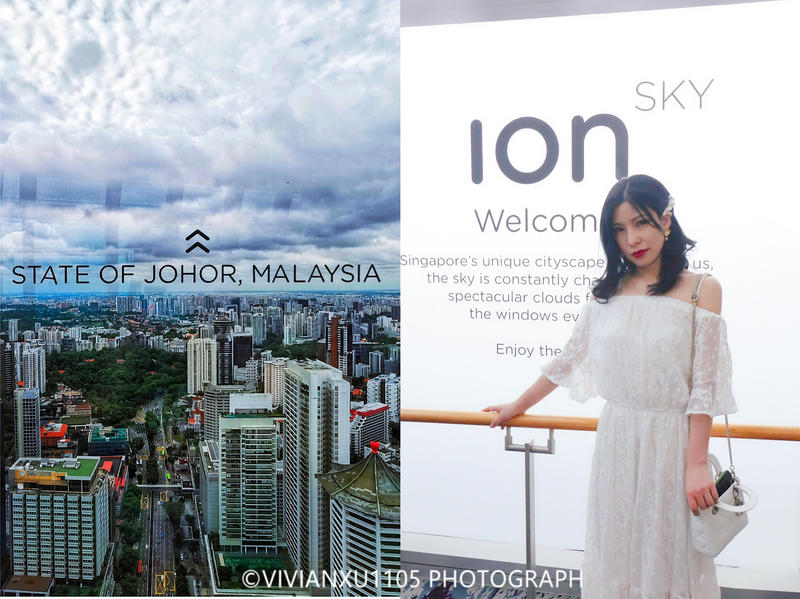 STATE OF JOHOR, MALAYSIA
ion SKY
Welcom
Singapore's unique cityscape us,
the sky is constantly cha
spectacular clouds f
the windows ev
Enjoy the
©VIVIANXU1105 PHOTOGRAPH